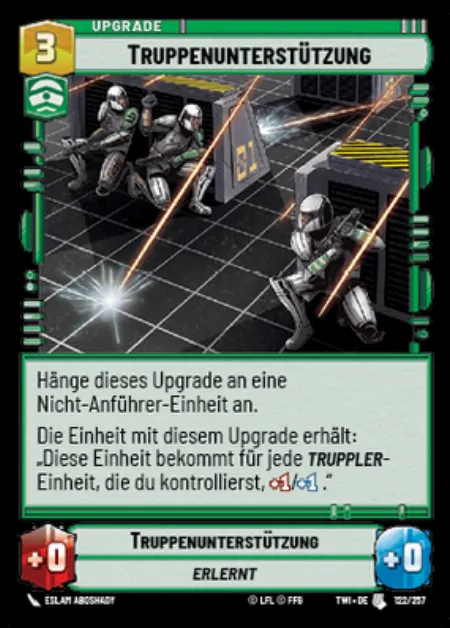 UPGRADE
3
TRUPPENUNTERSTÜTZUNG
01
Hänge dieses Upgrade an eine
Nicht-Anführer-Einheit an.
Die Einheit mit diesem Upgrade erhält:
„Diese Einheit bekommt für jede TRUPPLER-
Einheit, die du kontrollierst, +1/+1.“
+0
TRUPPENUNTERSTÜTZUNG
+0
ERLERNT
ESLAM ABOSHADY
© LFL © FFG
TWI • DE
122/257